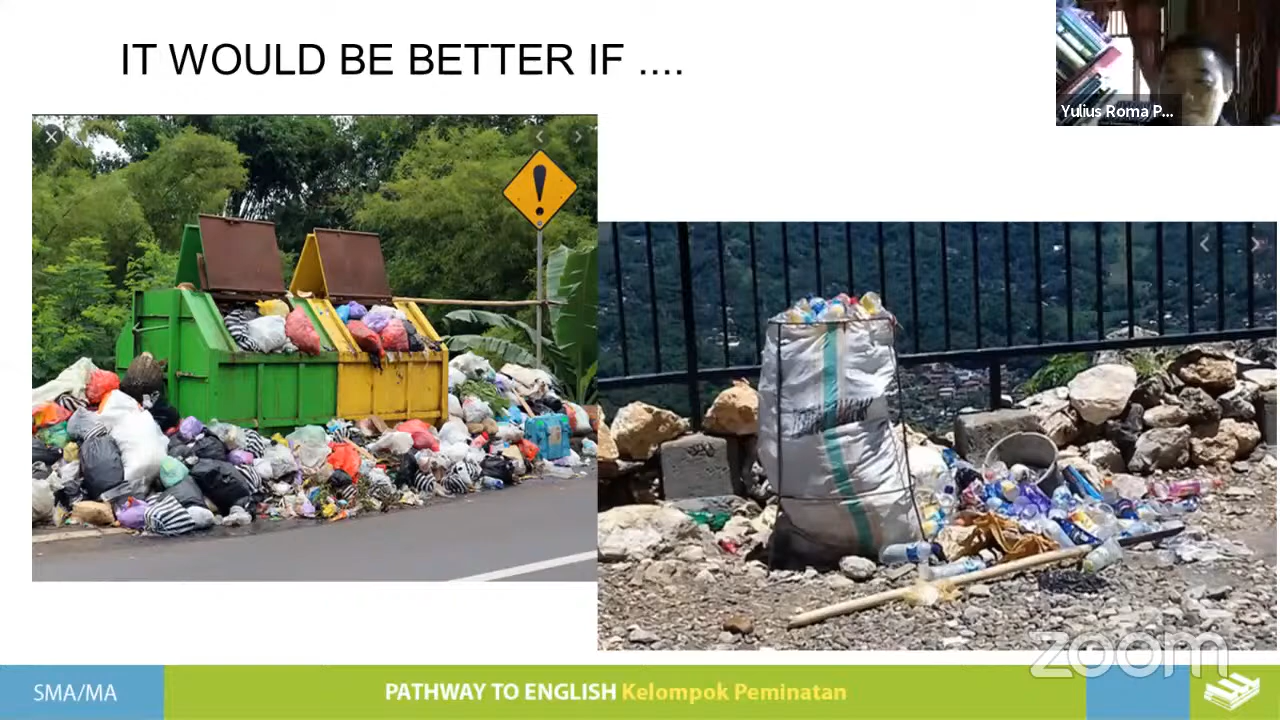 IT WOULD BE BETTER IF ....
Yulius Roma P...
zoom
SMA/MA
PATHWAY TO ENGLISH Kelompok Peminatan